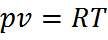 𝑝𝑣 = 𝑅𝑇